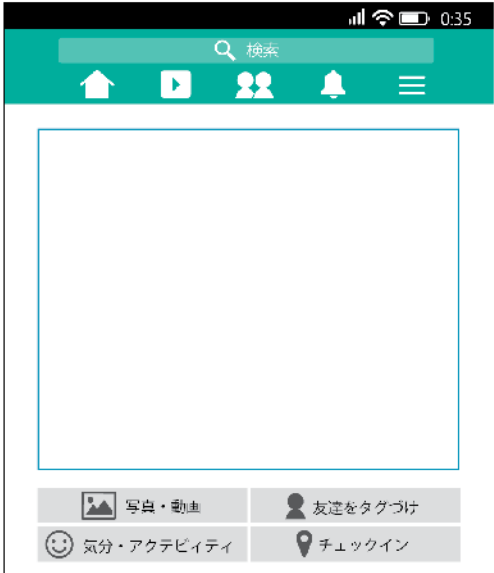 0:35
検索
写真・動画
友達をタグづけ
気分・アクテビィティ
チェックイン